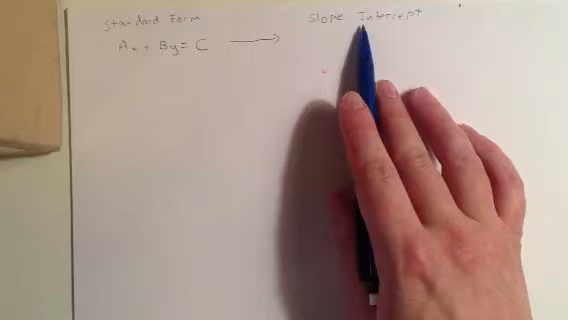 Standard Form
Slope Intercept
Ax + By = C